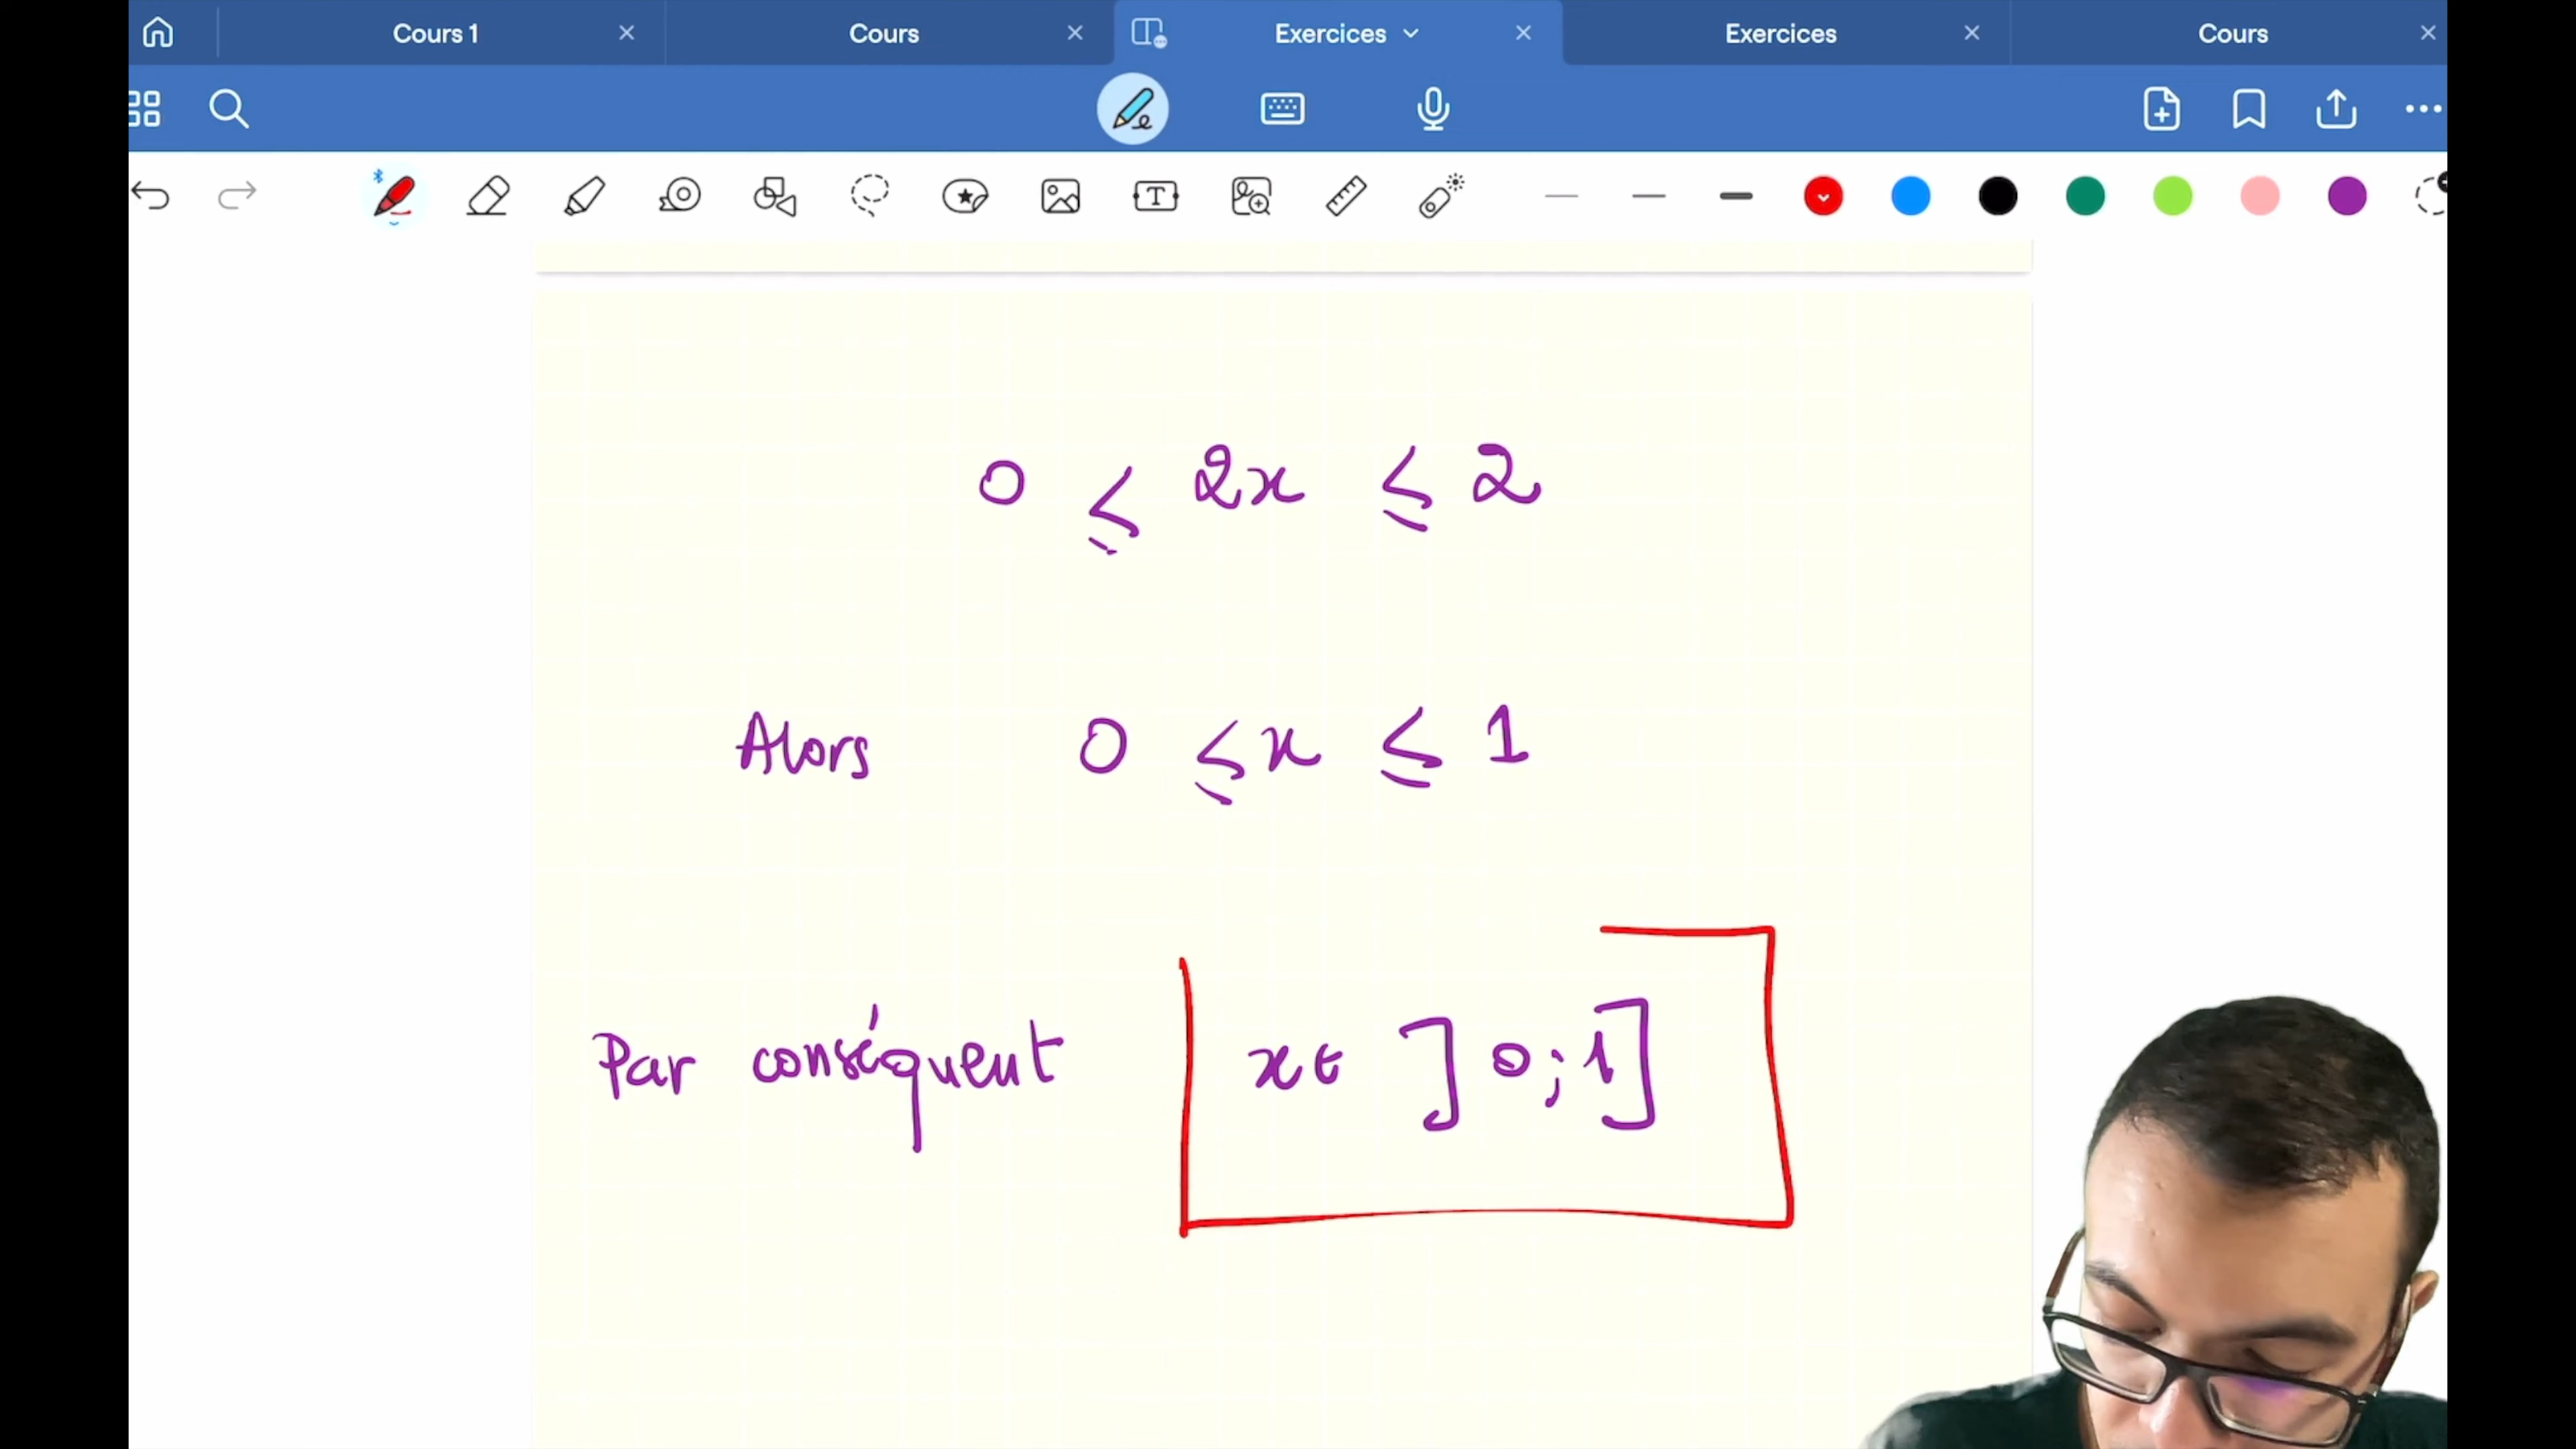 Cours 1 Cours Exercices Exercices Cours
0 ≤ 2x ≤ 2
Alors 0 ≤ x ≤ 1
Par conséquent x ∈ ]0;1]